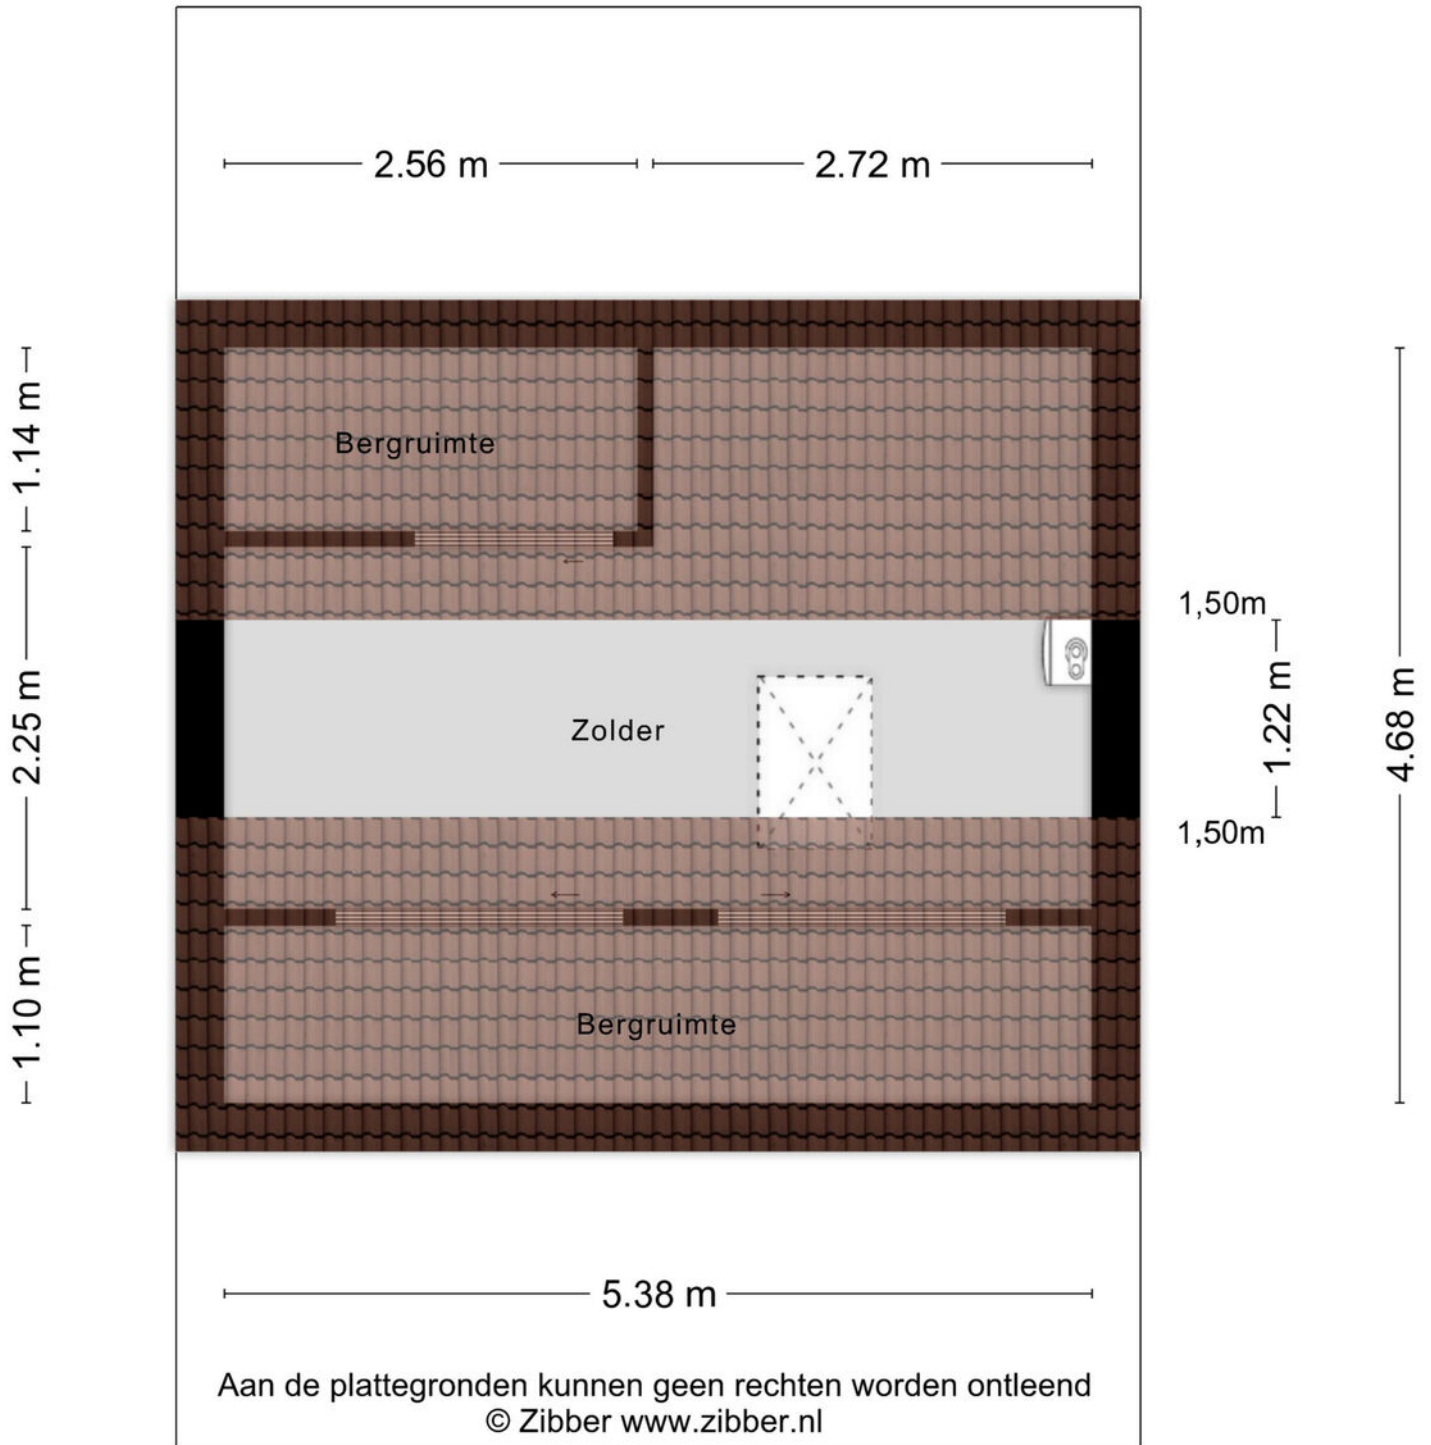 2.56 m
2.72 m
1.14 m
Bergruimte
1,50m
2.25 m
Zolder
1.22 m
4.68 m
1,50m
1.10 m
Bergruimte
5.38 m
Aan de plattegronden kunnen geen rechten worden ontleend
© Zibber www.zibber.nl